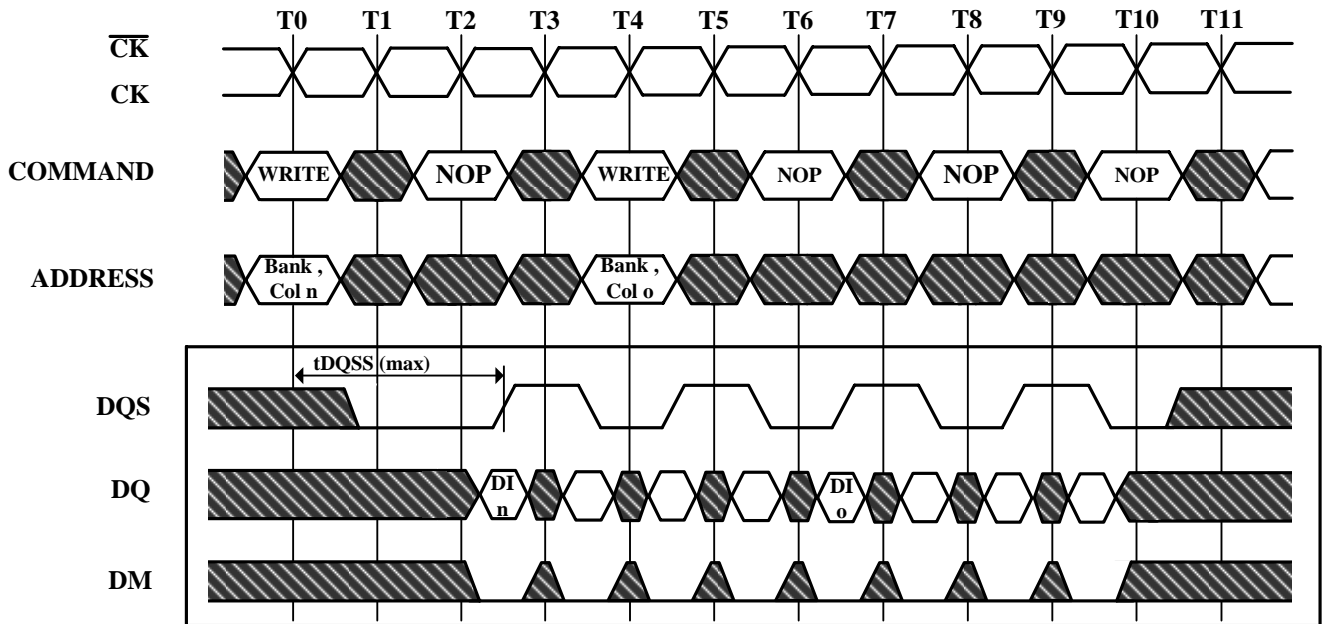 T0 T1 T2 T3 T4 T5 T6 T7 T8 T9 T10 T11
CK
CK
COMMAND WRITE NOP WRITE NOP NOP NOP
ADDRESS Bank , Col n Bank , Col o
tDQSS (max)
DQS
DQ DI n DI o
DM